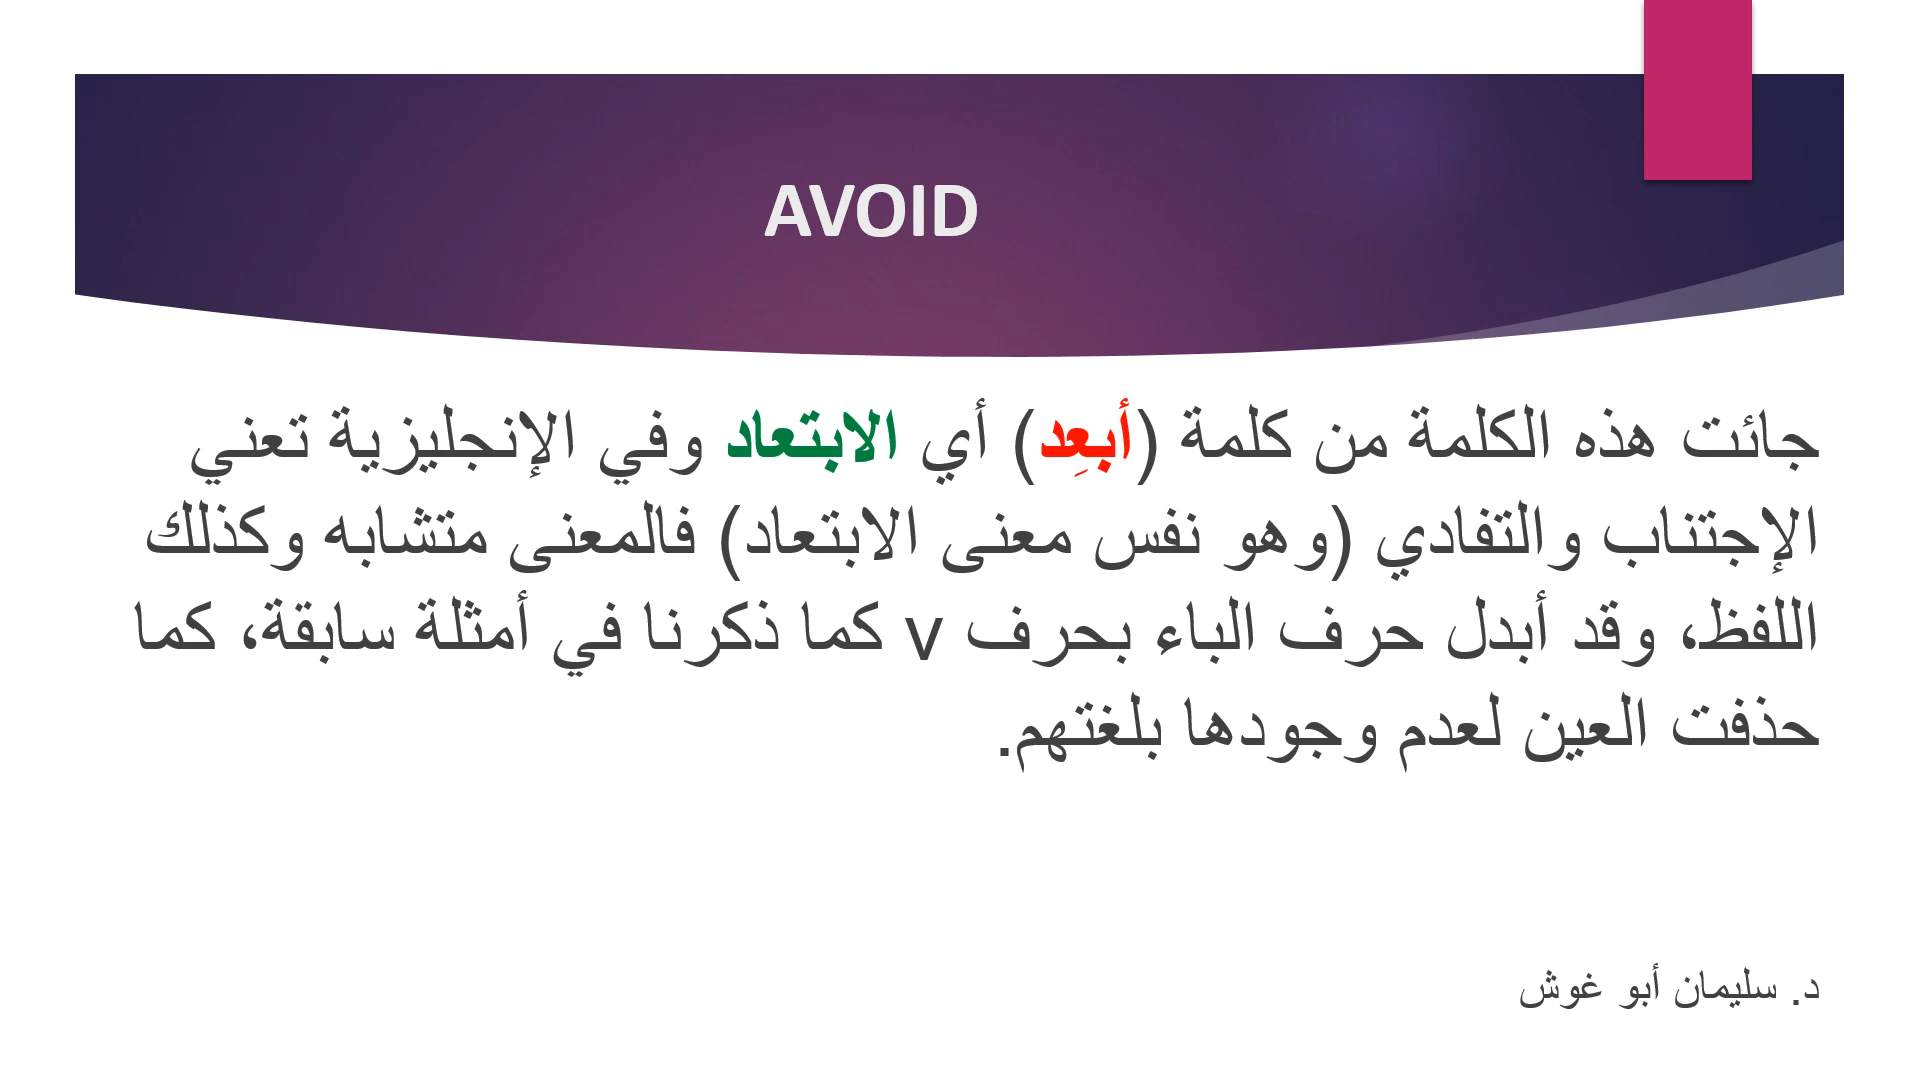 AVOID
جائت هذه الكلمة من كلمة (أبعِد) أي الابتعاد وفي الإنجليزية تعني
الإجتناب والتفادي (وهو نفس معنى الابتعاد) فالمعنى متشابه وكذلك
اللفظ، وقد أبدل حرف الباء بحرف v كما ذكرنا في أمثلة سابقة، كما
حذفت العين لعدم وجودها بلغتهم.
د. سليمان أبو غوش